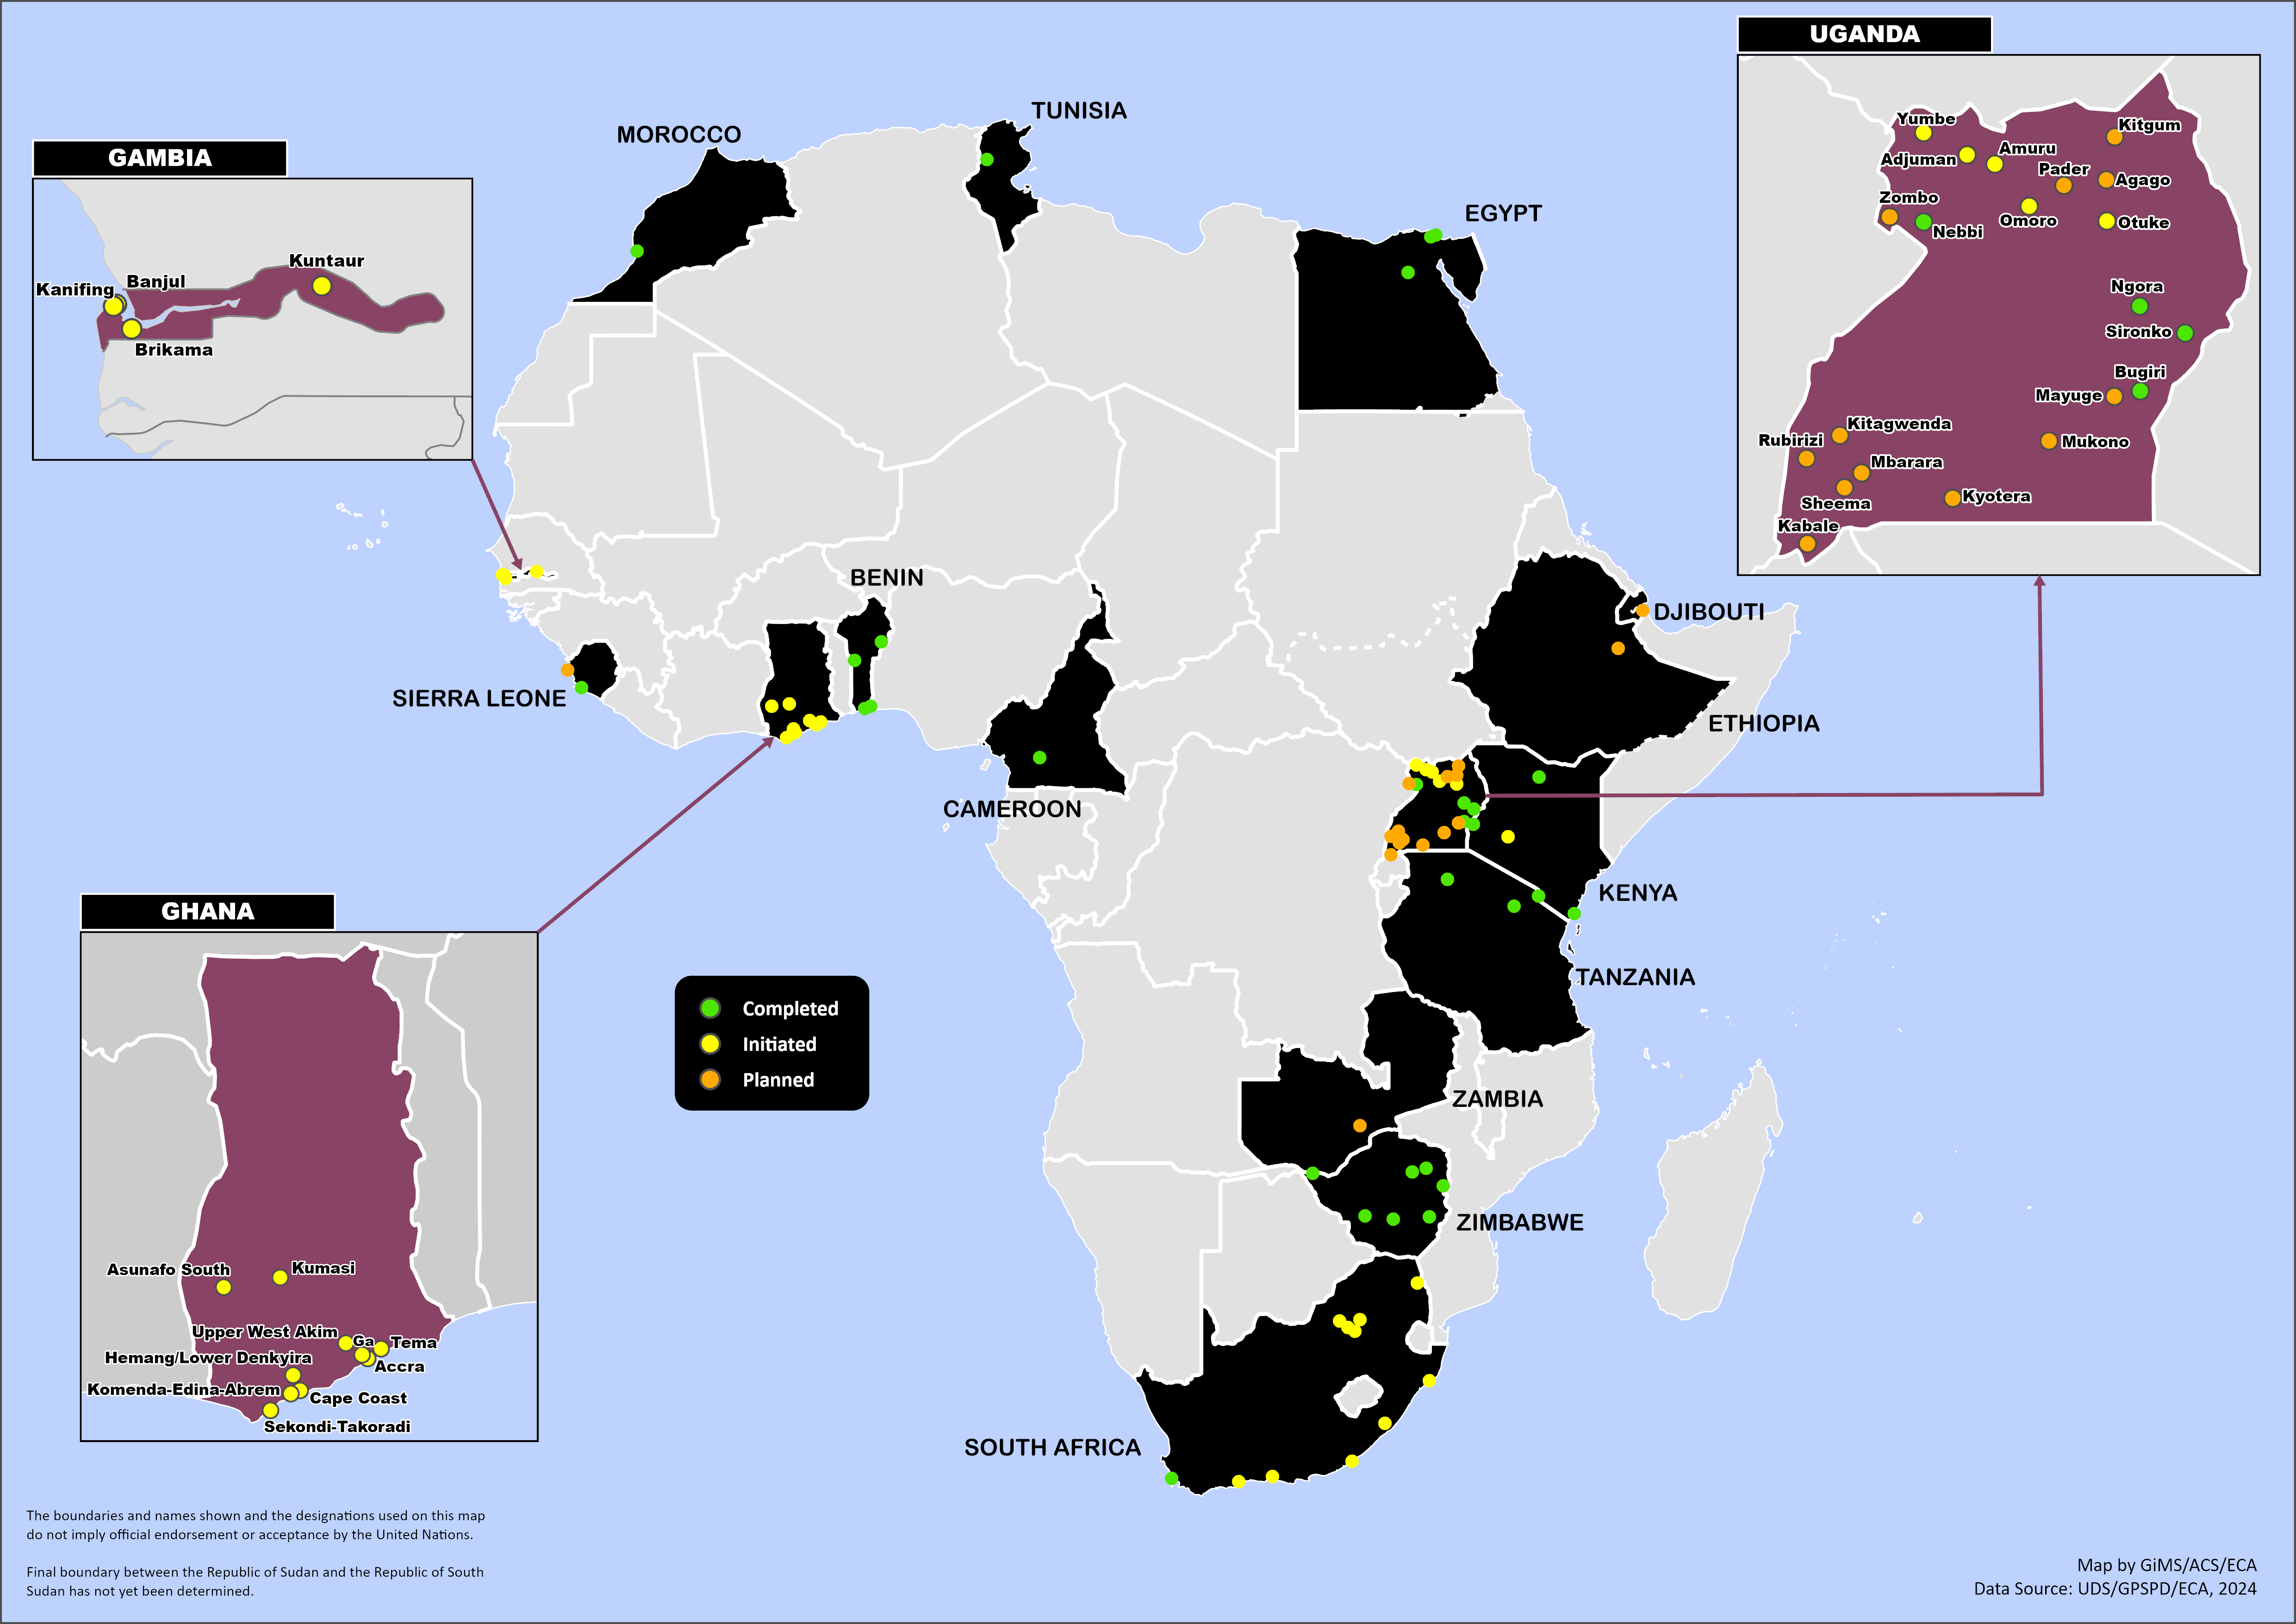 UGANDA
Yumbe
Kitgum
Adjuman
Amuru
Pader
Agago
Zombo
Nebbi
Omoro
Otuke
Ngora
Sironko
Bugiri
Mayuge
Kitagwenda
Rubirizi
Mukono
Mbarara
Sheema
Kyotera
Kabale
GAMBIA
Kuntaur
Banjul
Kanifing
Brikama
TUNISIA
MOROCCO
EGYPT
BENIN
DJIBOUTI
SIERRA LEONE
ETHIOPIA
CAMEROON
KENYA
TANZANIA
ZAMBIA
ZIMBABWE
SOUTH AFRICA
GHANA
Asunafo South
Kumasi
Upper West Akim
Ga
Tema
Hemang/Lower Denkyira
Accra
Komenda-Edina-Abrem
Cape Coast
Sekondi-Takoradi
Completed
Initiated
Planned
The boundaries and names shown and the designations used on this map
do not imply official endorsement or acceptance by the United Nations.
Final boundary between the Republic of Sudan and the Republic of South
Sudan has not yet been determined.
Map by GiMS/ACS/ECA
Data Source: UDS/GPSPD/ECA, 2024